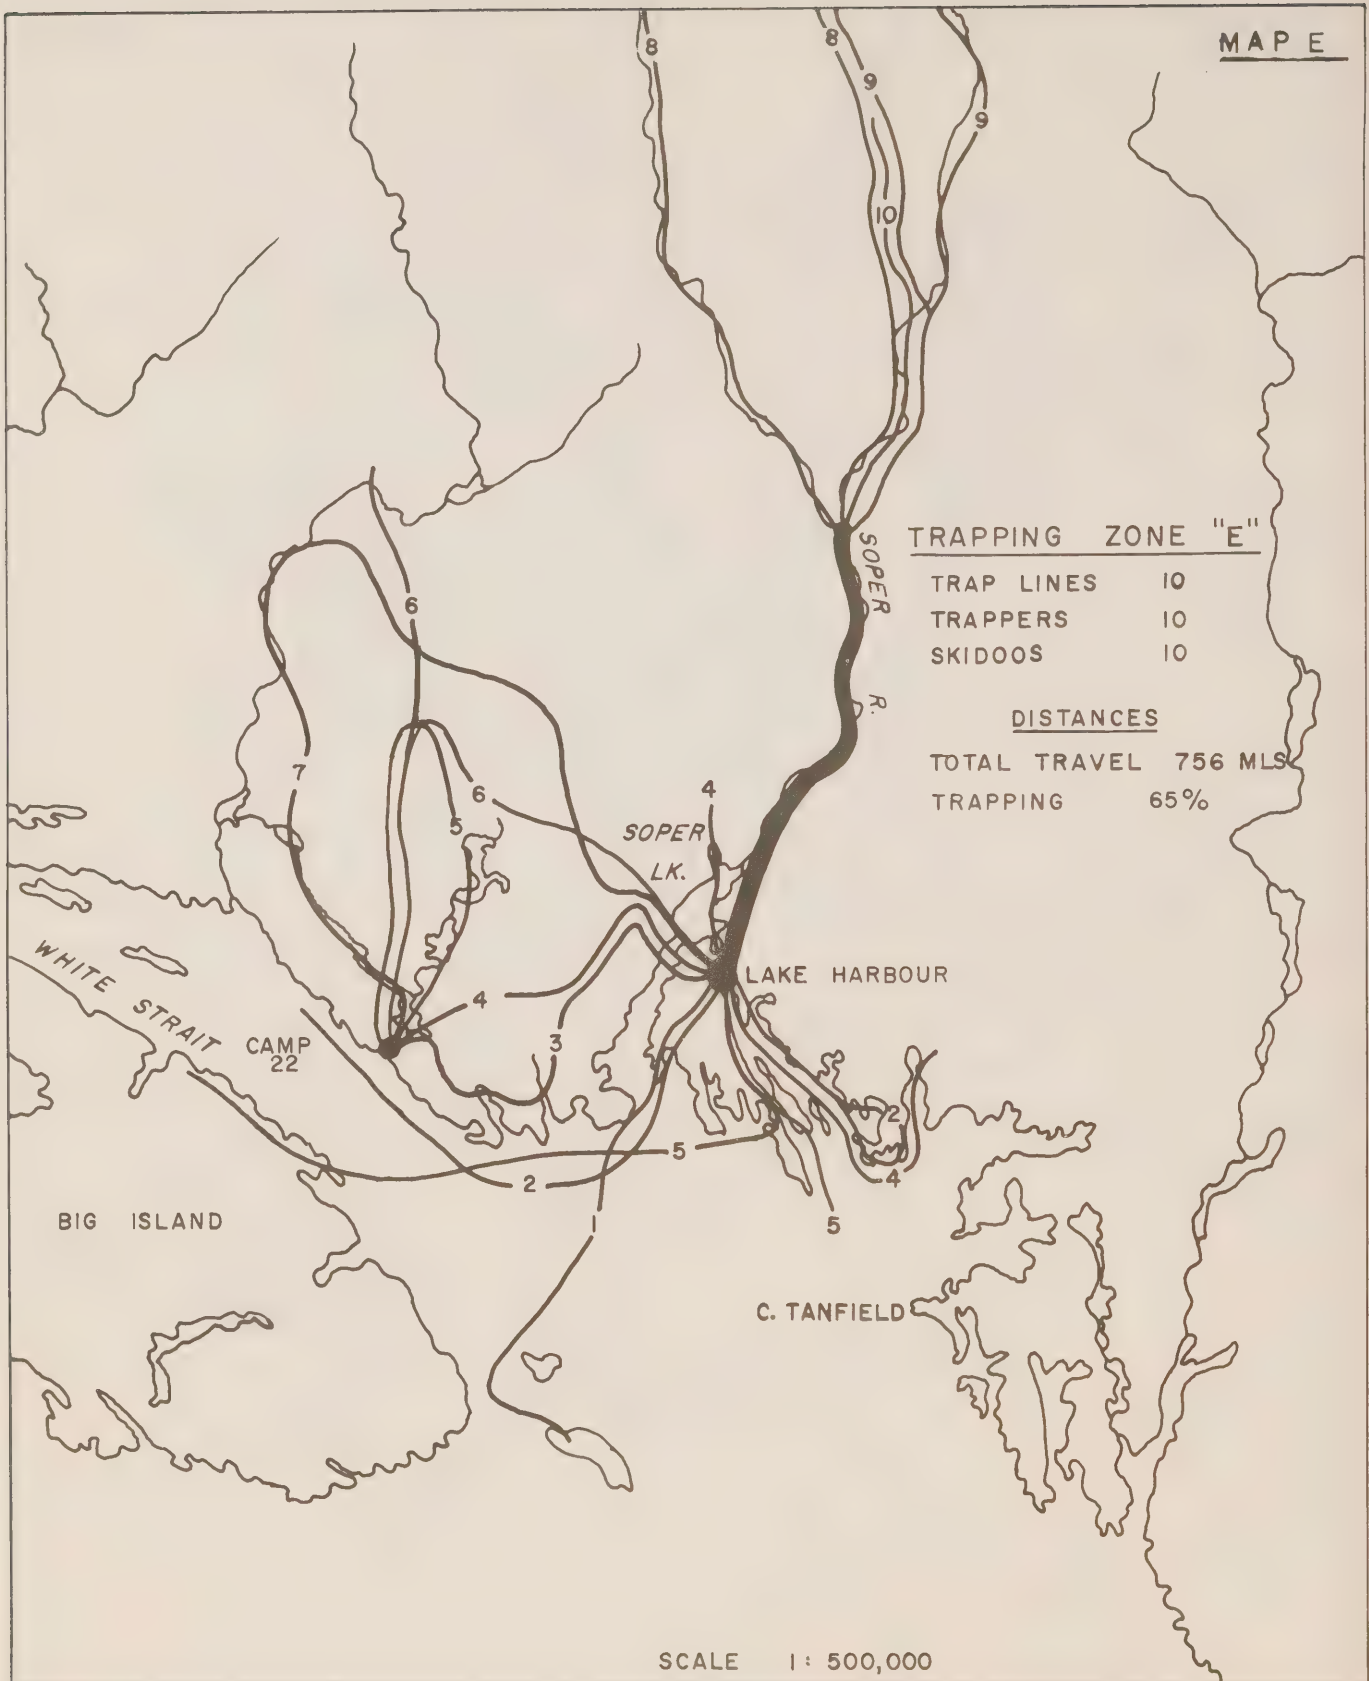 MAP E
8
8
9
9
10
SOPER R.
TRAPPING ZONE "E"
TRAP LINES 10
TRAPPERS 10
SKIDOOS 10
DISTANCES
TOTAL TRAVEL 756 MLS
TRAPPING 65%
6
7
6
5
4
SOPER
LK.
LAKE HARBOUR
WHITE STRAIT
CAMP
22
4
3
2
5
2
4
5
1
BIG ISLAND
C. TANFIELD
SCALE 1: 500,000